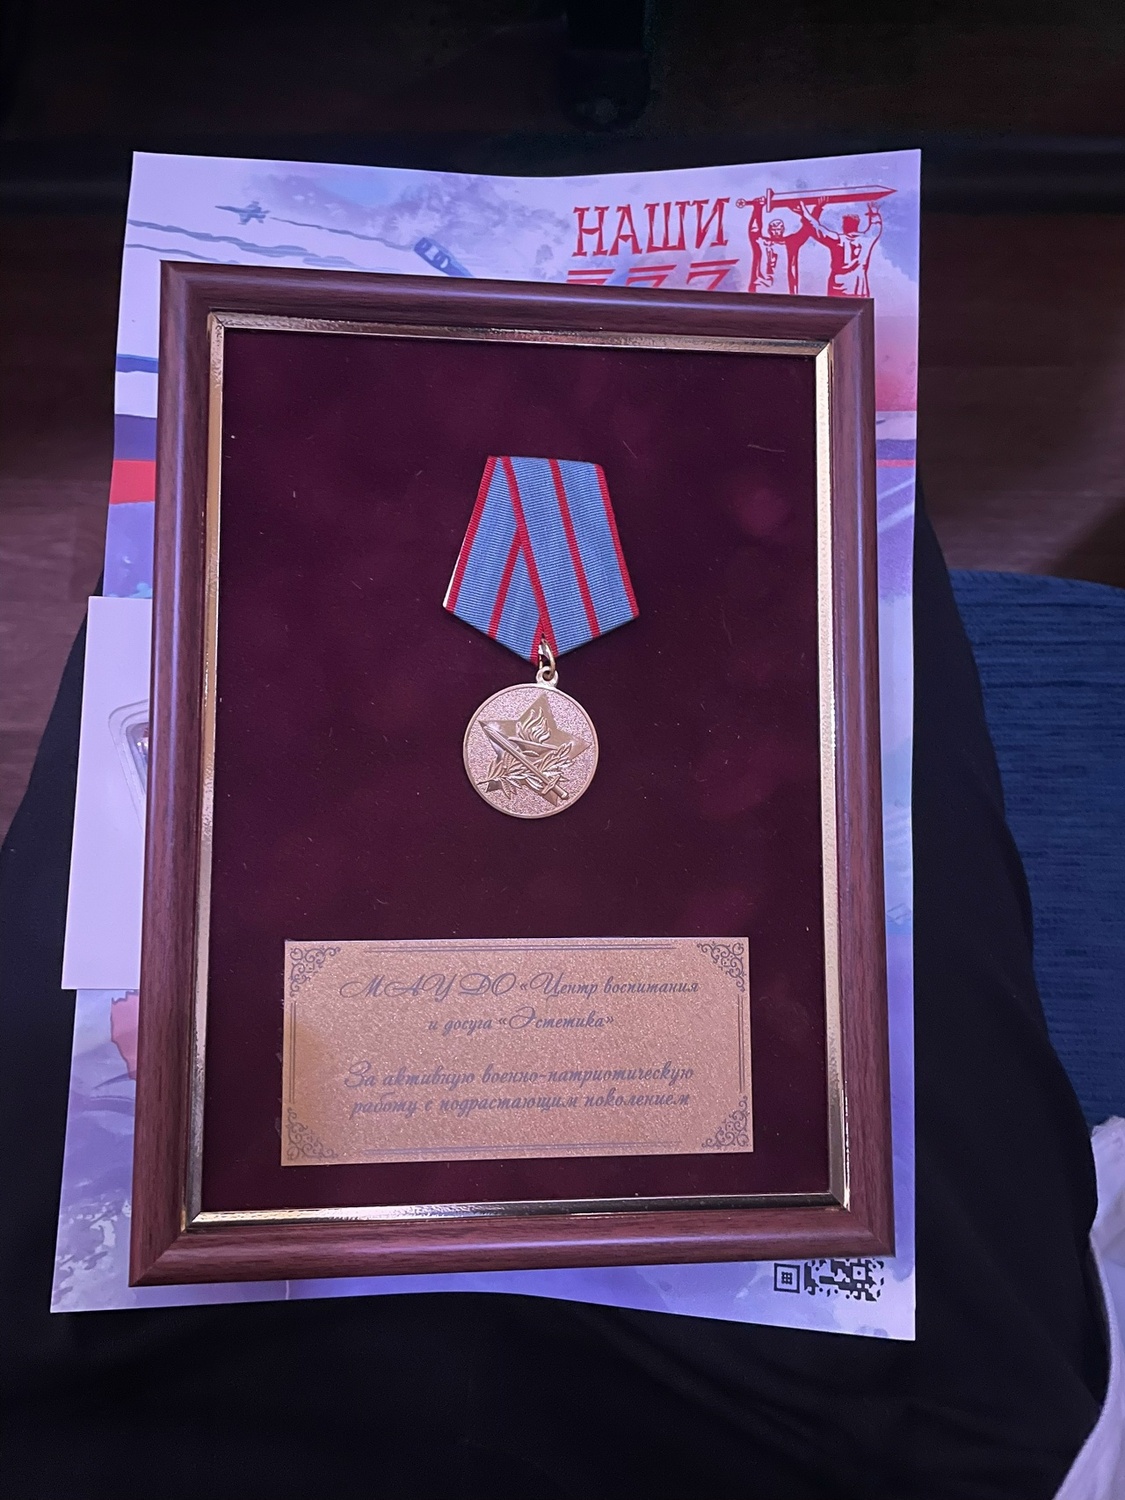 НАШИ
МАУ ДО «Центр воспитания
и досуга «Эстетика»
За активную военно-патриотическую
работу с подрастающим поколением